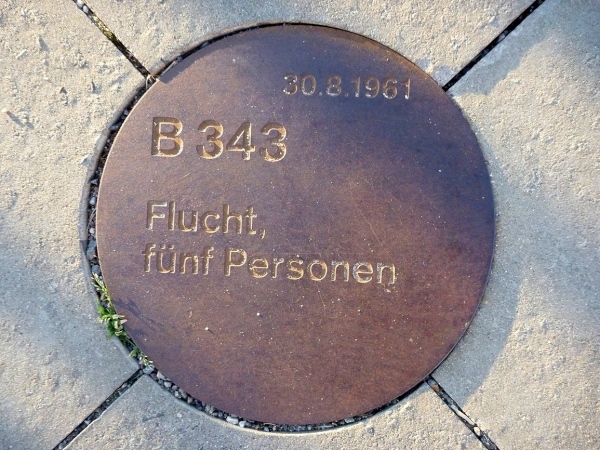 30.8.1961
B 343
Flucht,
fünf Personen